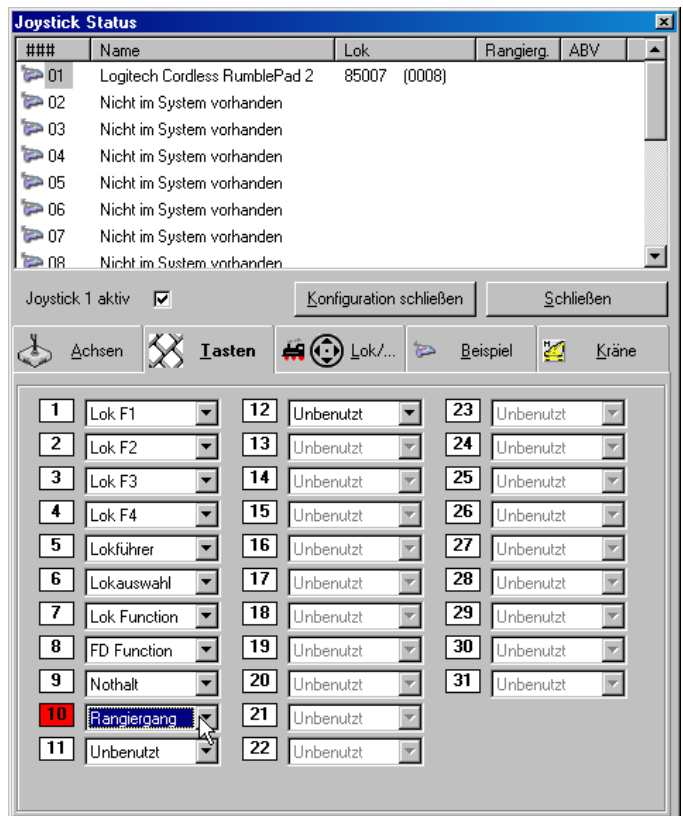 Joystick Status
### Name Lok Rangierg. ABV
01 Logitech Cordless RumblePad 2 85007 (0008)
02 Nicht im System vorhanden
03 Nicht im System vorhanden
04 Nicht im System vorhanden
05 Nicht im System vorhanden
06 Nicht im System vorhanden
07 Nicht im System vorhanden
08 Nicht im System vorhanden
Joystick 1 aktiv Konfiguration schließen Schließen
Achsen Tasten Lok/... Beispiel Kräne
1 Lok F1 12 Unbenutzt 23 Unbenutzt
2 Lok F2 13 Unbenutzt 24 Unbenutzt
3 Lok F3 14 Unbenutzt 25 Unbenutzt
4 Lok F4 15 Unbenutzt 26 Unbenutzt
5 Lokführer 16 Unbenutzt 27 Unbenutzt
6 Lokauswahl 17 Unbenutzt 28 Unbenutzt
7 Lok Function 18 Unbenutzt 29 Unbenutzt
8 FD Function 19 Unbenutzt 30 Unbenutzt
9 Nothalt 20 Unbenutzt 31 Unbenutzt
10 Rangiergang 21 Unbenutzt
11 Unbenutzt 22 Unbenutzt